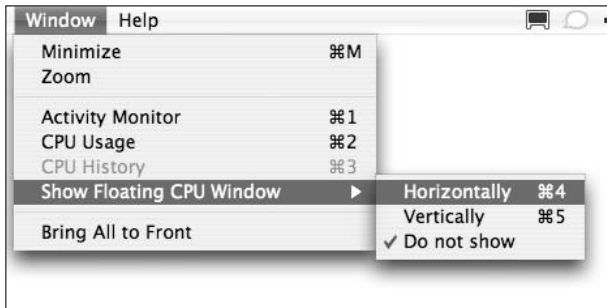 Window Help
Minimize ⌘M
Zoom
Activity Monitor ⌘1
CPU Usage ⌘2
CPU History ⌘3
Show Floating CPU Window ▶
Horizontally ⌘4
Vertically ⌘5
✓ Do not show
Bring All to Front